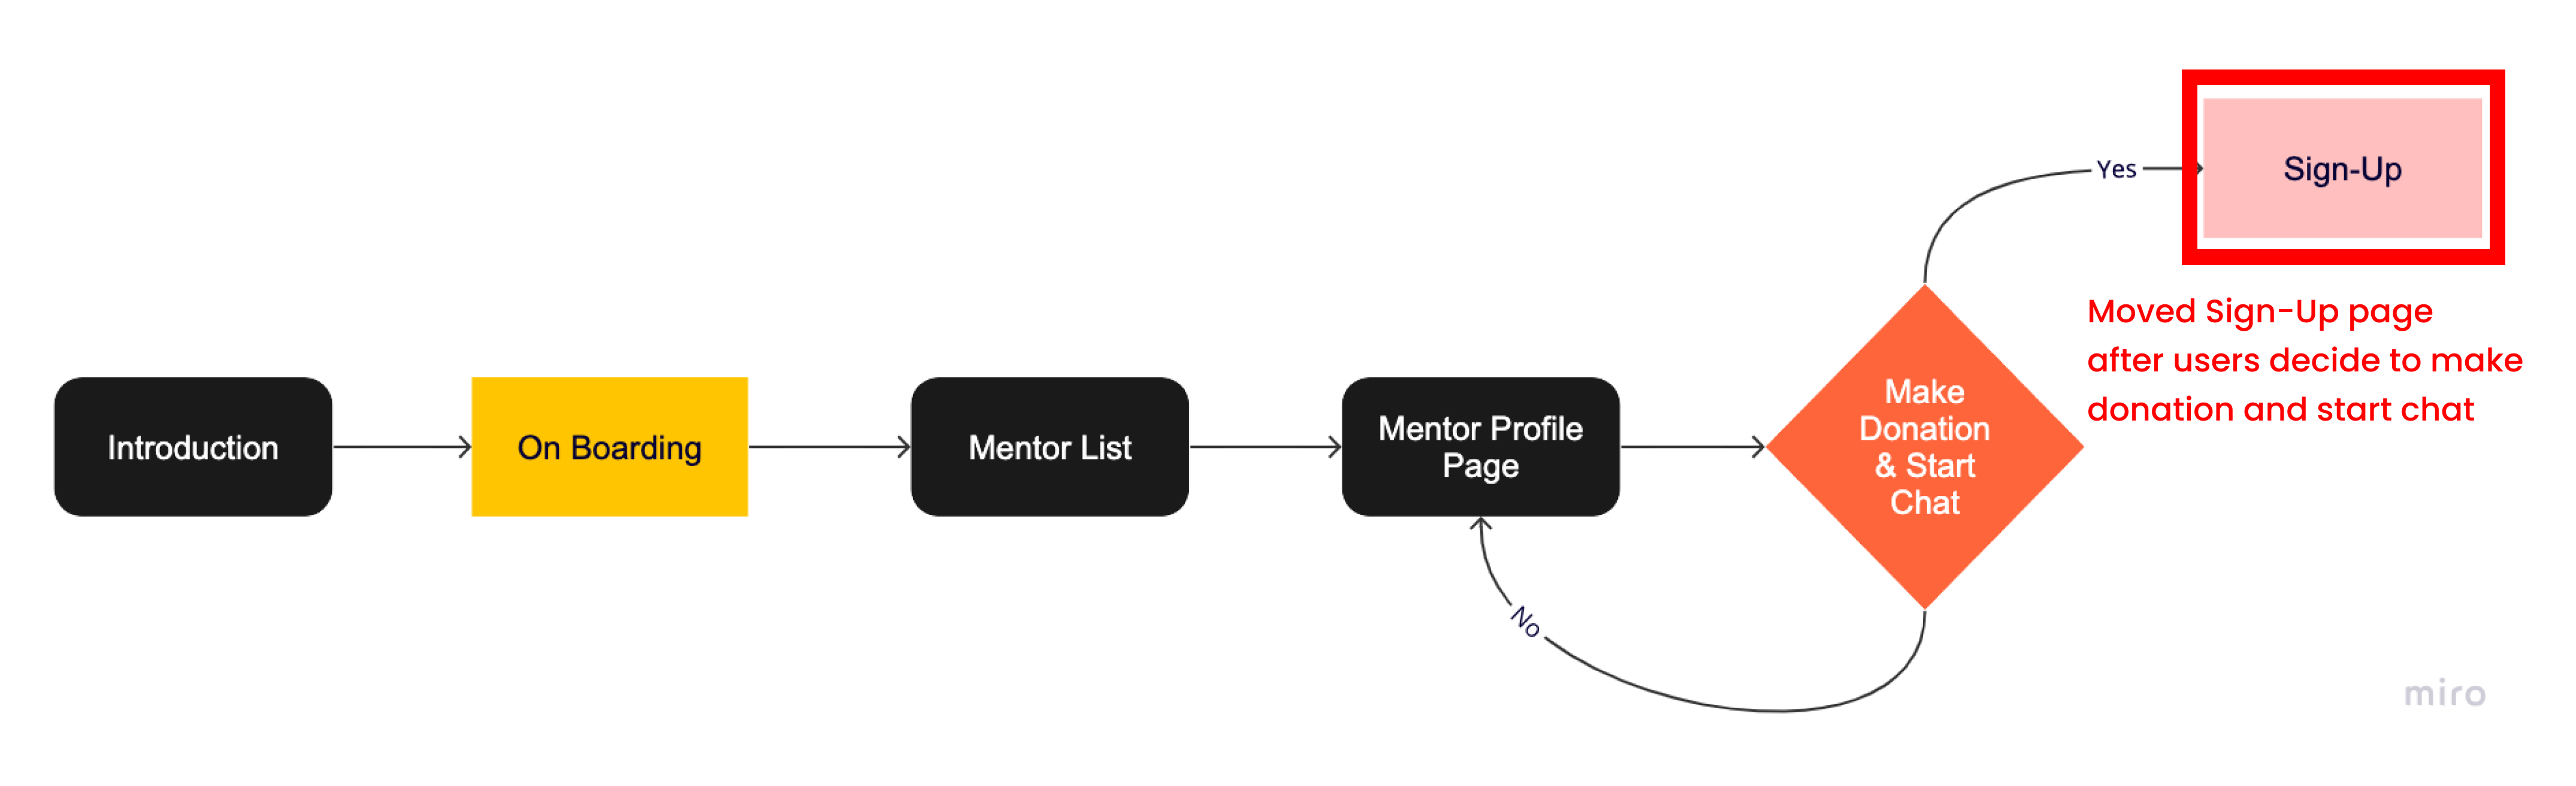 Introduction
On Boarding
Mentor List
Mentor Profile
Page
Make
Donation
& Start
Chat
Yes
Sign-Up
Moved Sign-Up page
after users decide to make
donation and start chat
No
miro